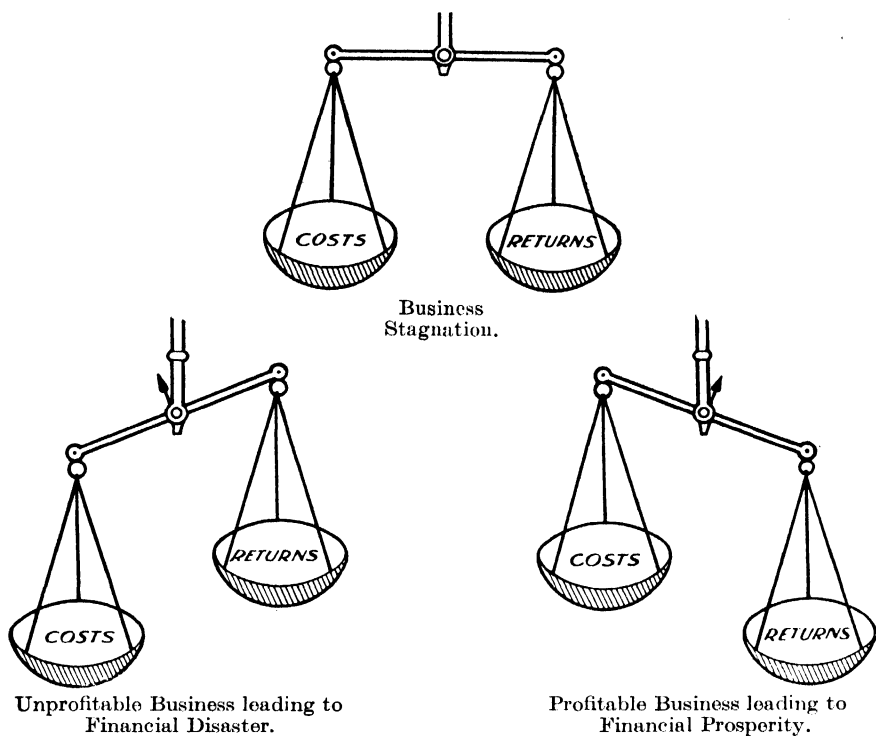 COSTS
RETURNS
Business
Stagnation.
COSTS
RETURNS
COSTS
RETURNS
Unprofitable Business leading to
Financial Disaster.
Profitable Business leading to
Financial Prosperity.